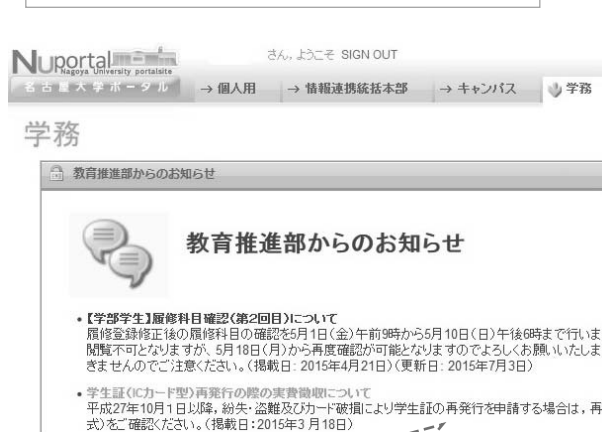 Nuportal
Nagoya University portalsite
さん, ようこそ SIGN OUT
名古屋大学ポータル
→ 個人用
→ 情報連携統括本部
→ キャンパス
学務
学務
教育推進部からのお知らせ
教育推進部からのお知らせ
・【学部学生】履修科目確認(第2回目)について
履修登録修正後の履修科目の確認を5月1日(金)午前9時から5月10日(日)午後6時まで行いま
閲覧不可となりますが、5月18日(月)から再度確認が可能となりますのでよろしくお願いいたしま
きませんのでご注意ください。(掲載日: 2015年4月21日)(更新日: 2015年7月3日)
・学生証(ICカード型)再発行の際の実費徴収について
平成27年10月1日以降, 紛失・盗難及びカード破損により学生証の再発行を申請する場合は, 再
式)をご確認ください。(掲載日:2015年3月18日)